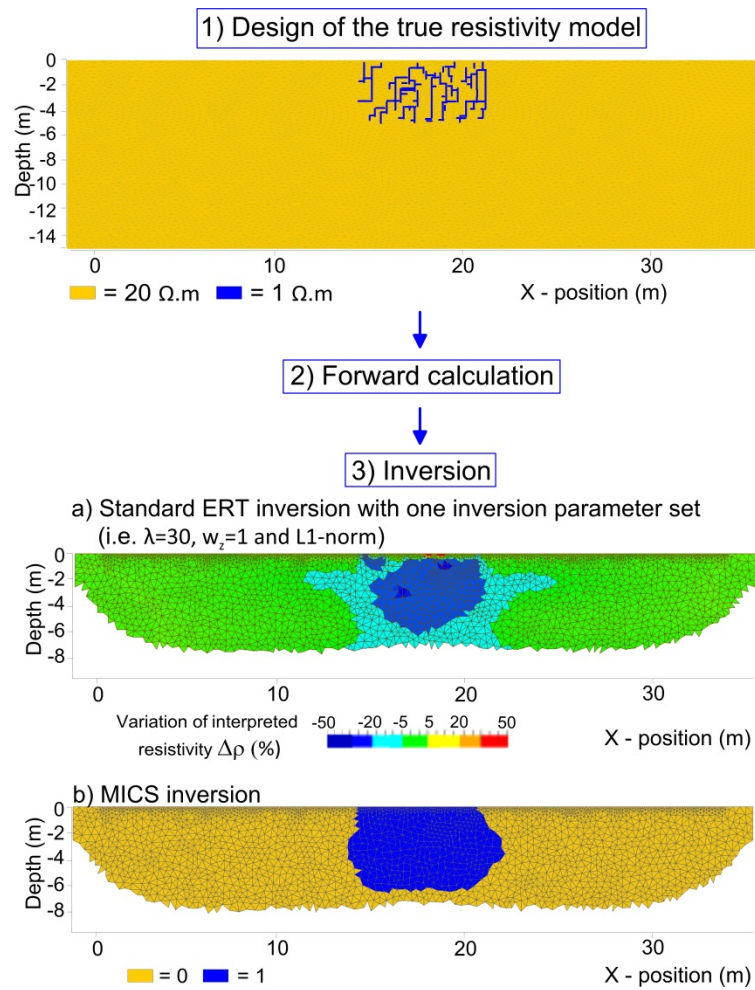 1) Design of the true resistivity model
0
-2
-4
-6
-8
-10
-12
-14
Depth (m)
0 10 20 30
= 20 Ω.m = 1 Ω.m X - position (m)
2) Forward calculation
3) Inversion
a) Standard ERT inversion with one inversion parameter set
(i.e. λ=30, wz=1 and L1-norm)
0
-2
-4
-6
-8
Depth (m)
0 10 20 30
Variation of interpreted
resistivity Δρ (%)
-50 -20 -5 5 20 50
X - position (m)
b) MICS inversion
0
-2
-4
-6
-8
Depth (m)
0 10 20 30
= 0 = 1 X - position (m)